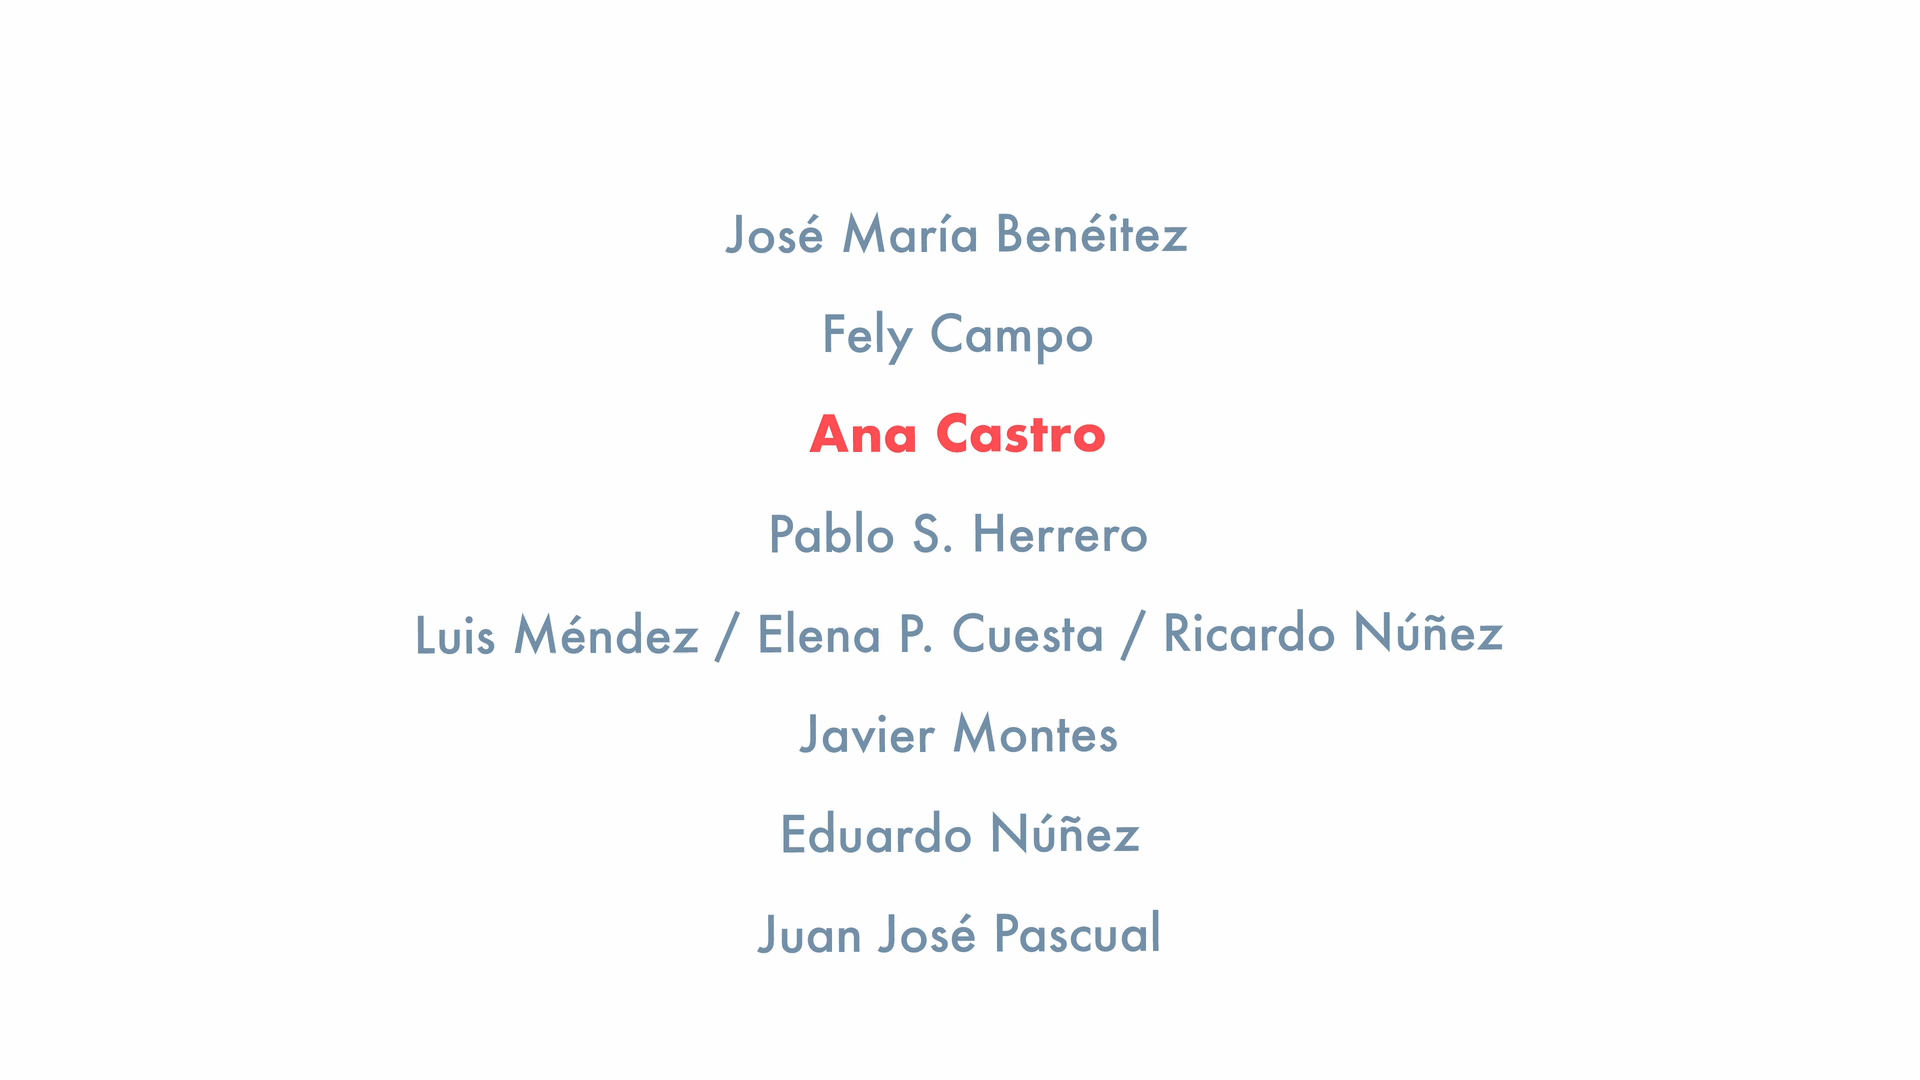 José María Benéitez
Fely Campo
Ana Castro
Pablo S. Herrero
Luis Méndez / Elena P. Cuesta / Ricardo Núñez
Javier Montes
Eduardo Núñez
Juan José Pascual